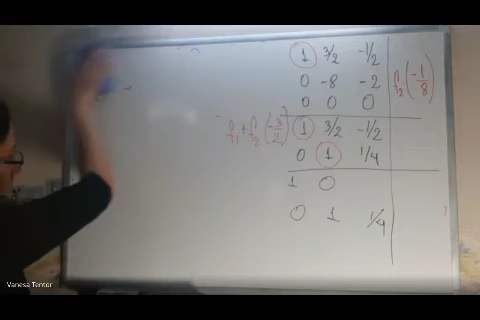 1 3/2 -1/2
0 -8 -2 f₂(-1/8)
0 0 0
f₁+f₂(-3/2) 1 3/2 -1/2
0 1 1/4
1 0
0 1 1/4
Vanesa Tentor